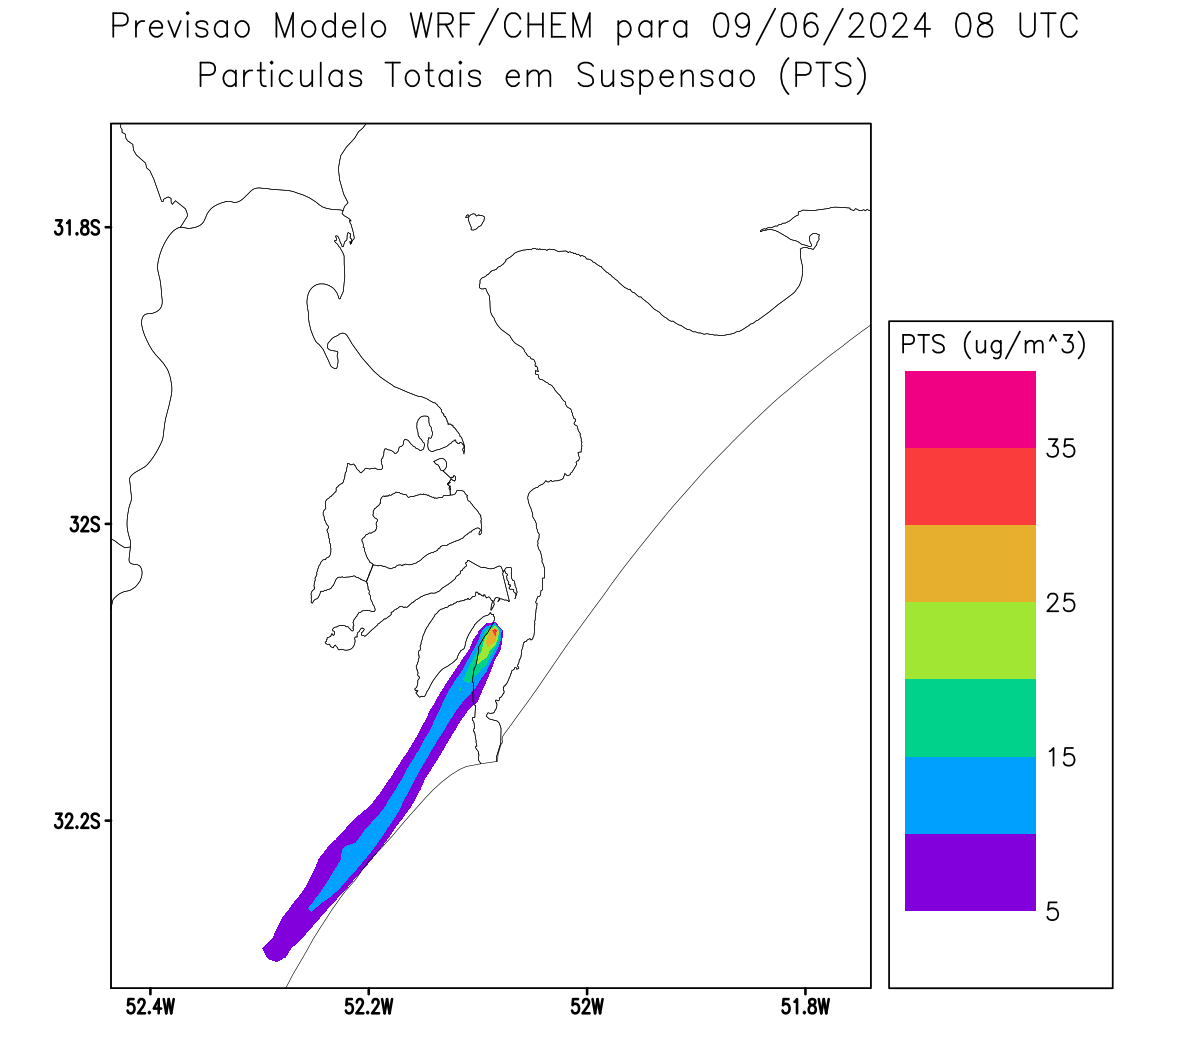 Previsao Modelo WRF/CHEM para 09/06/2024 08 UTC
Particulas Totais em Suspensao (PTS)
31.8S
32S
32.2S
52.4W
52.2W
52W
51.8W
PTS (ug/m^3)
35
25
15
5